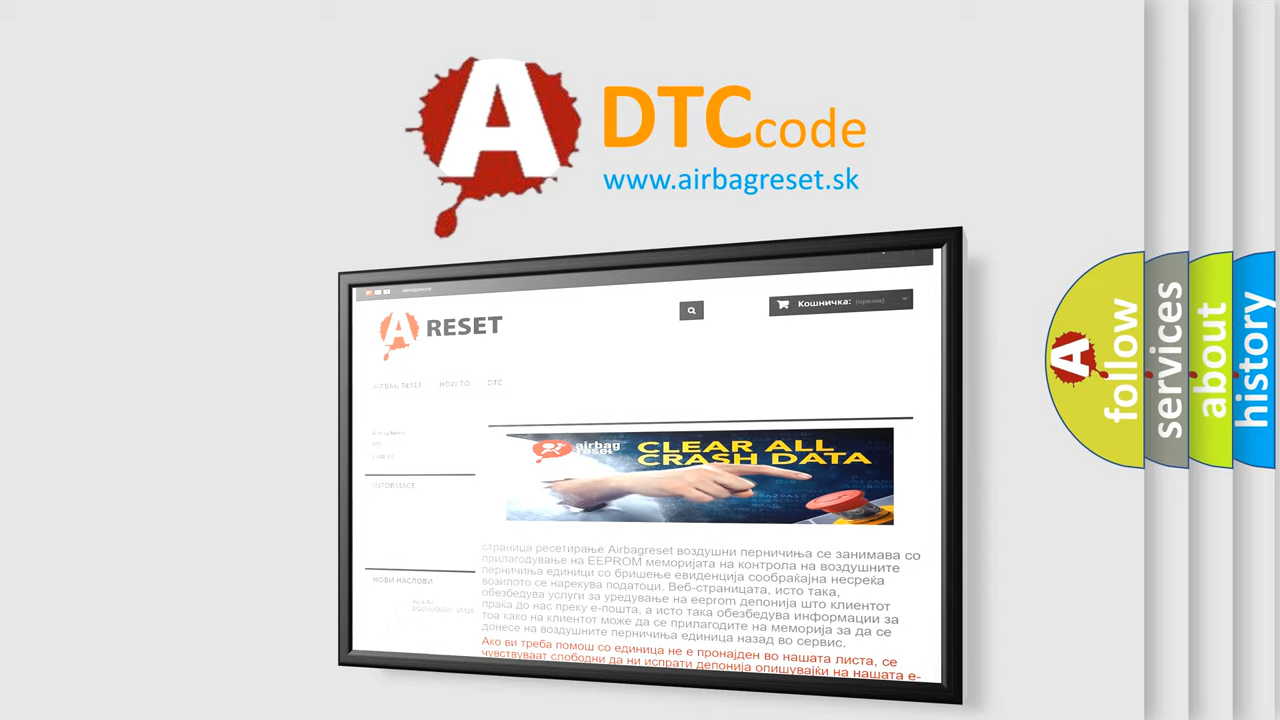 A
DTCcode
www.airbagreset.sk
A RESET
Кошничка: (празна)
AIRBAG RESET HOW TO DTC
INFORMACE
airbag
reset
CLEAR ALL
CRASH DATA
страница ресетирање Airbagreset воздушни перничиња се занимава со
прилагодување на EEPROM меморијата на контрола на воздушните
перничиња единици со бришење евиденција сообраќајна несреќа
возилото се нарекува податоци. Веб-страницата, исто така,
обезбедува услуги за уредување на eeprom депонија што клиентот
праќа до нас преку е-пошта, а исто така обезбедува информации за
тоа како на клиентот може да се прилагодите на меморија за да се
донесе на воздушните перничиња единица назад во сервис.
Ако ви треба помош со единица не е пронајден во нашата листа, се
чувствуваат слободни да ни испрати депонија опишувајќи на нашата е-
НОВИ НАСЛОВИ
A
follow
services
about
history